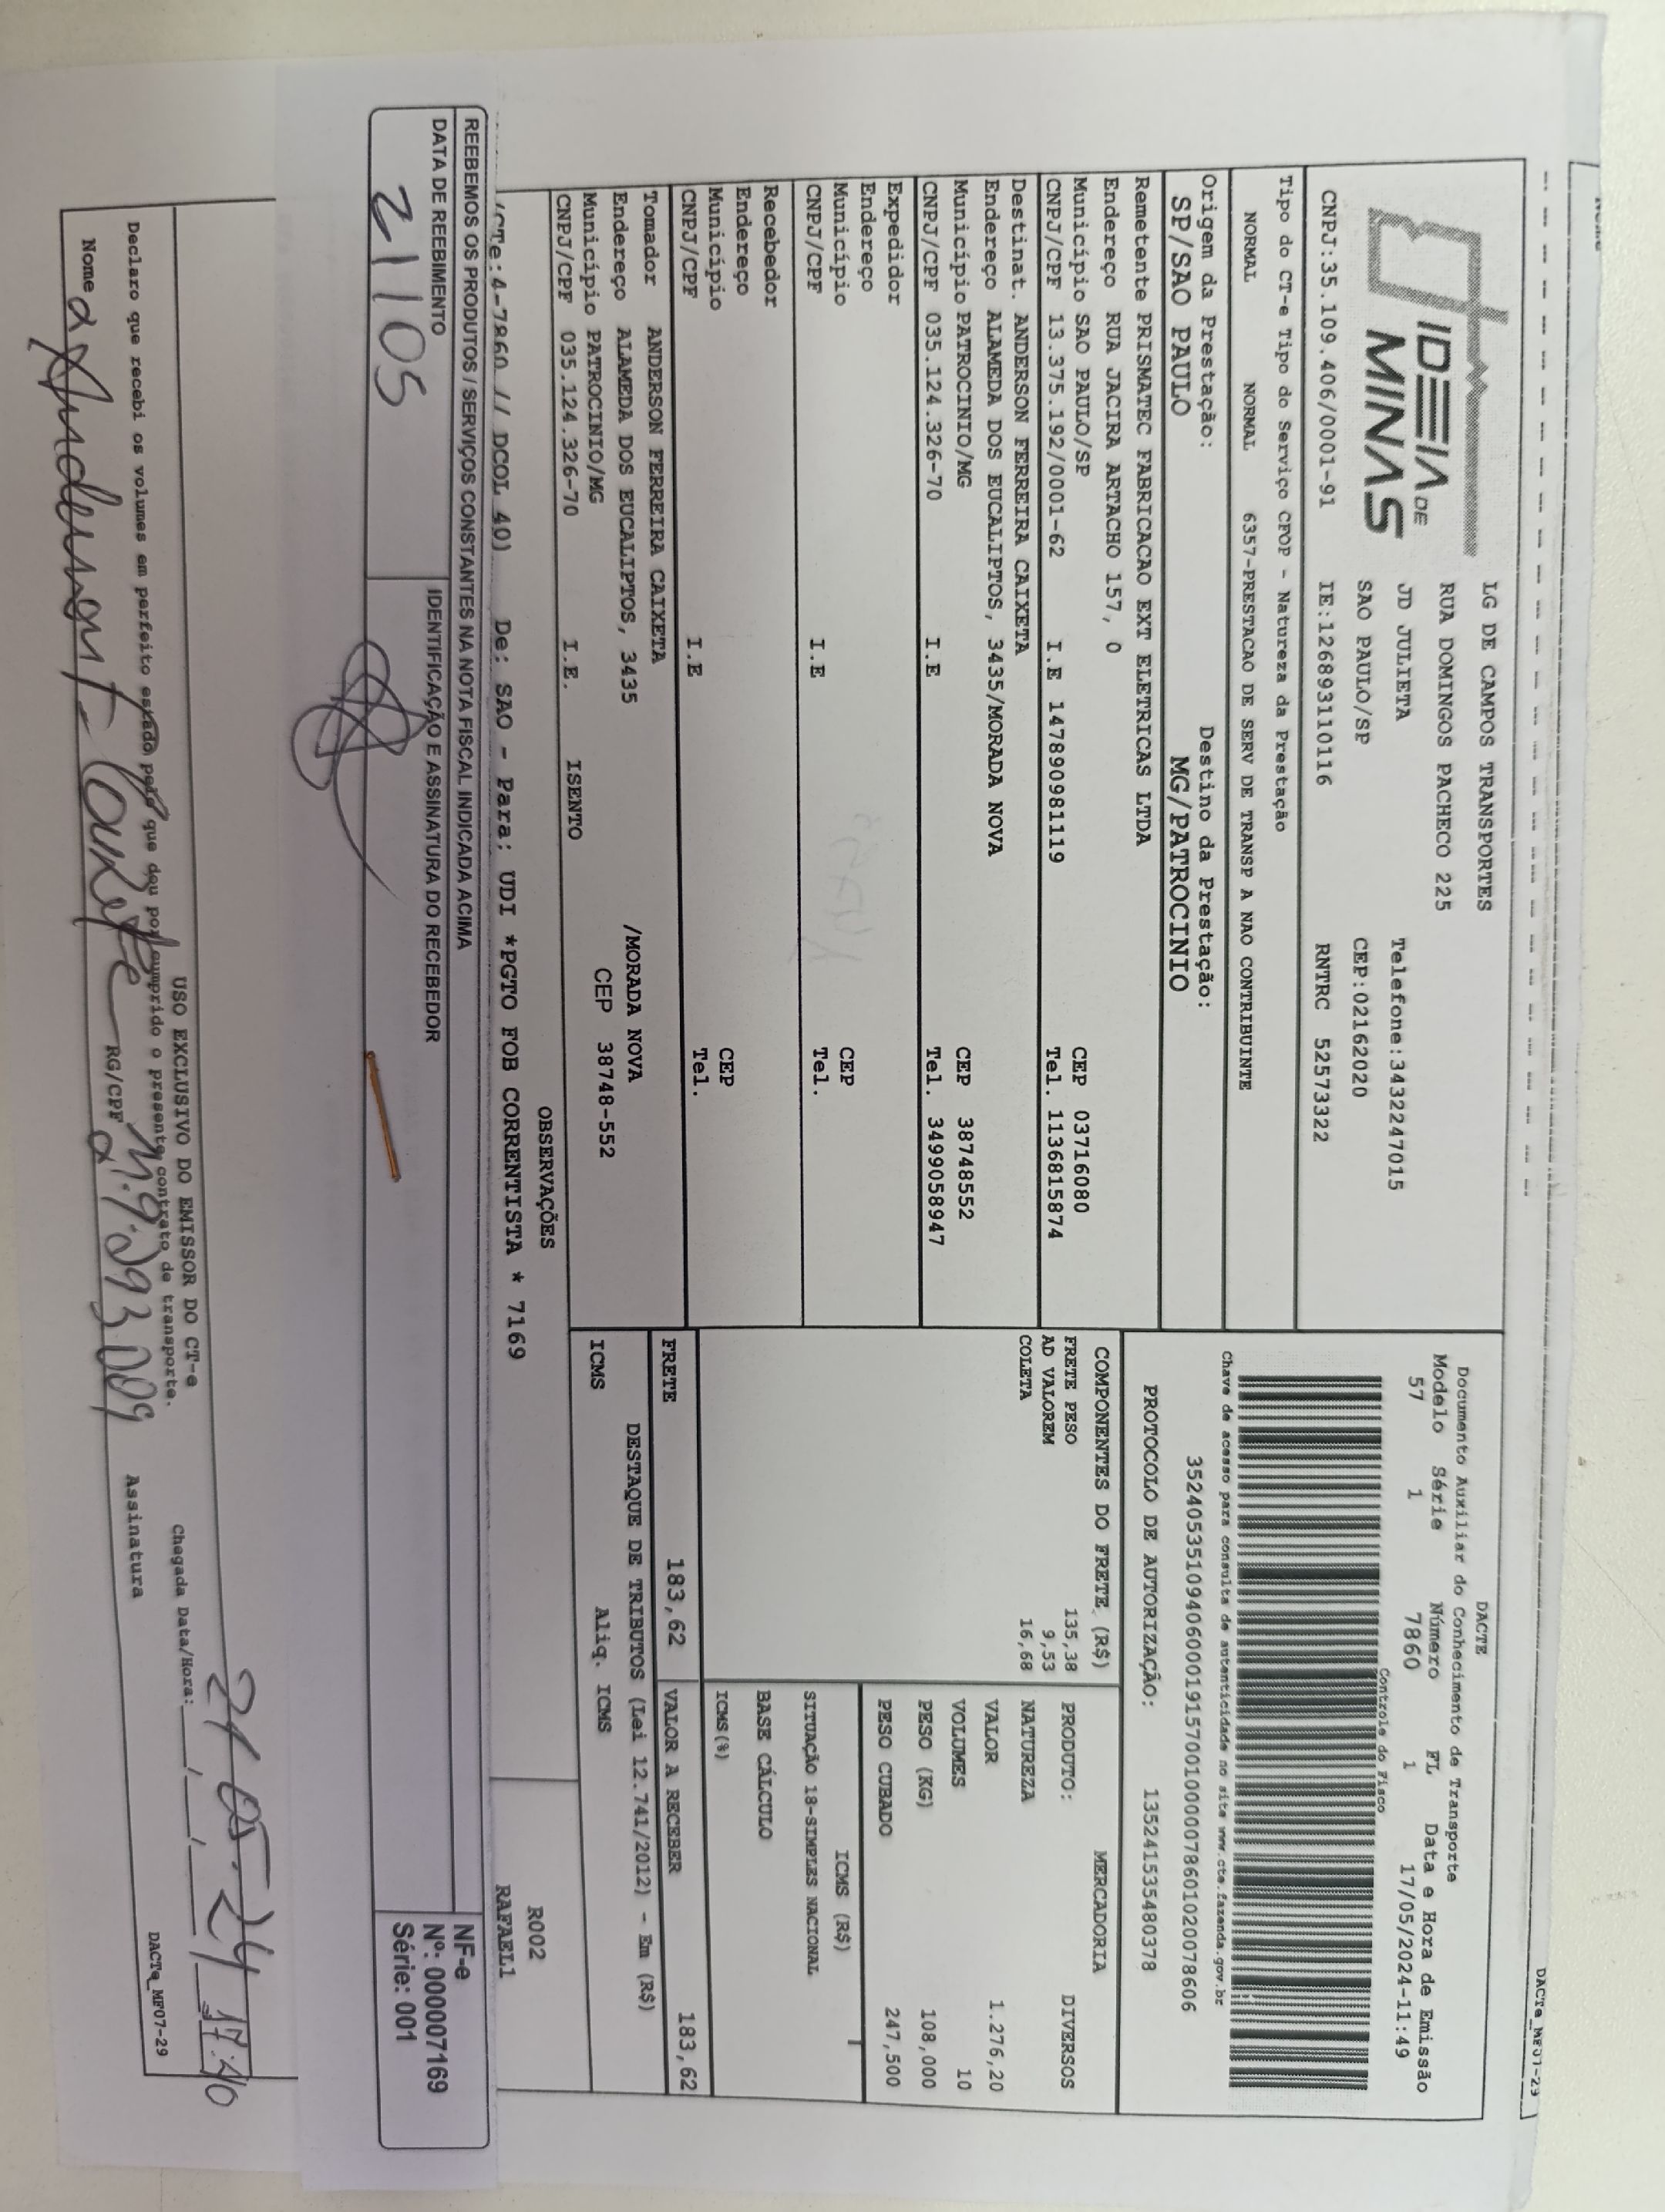 DACTe_MF07-29
IDEIA DE
MINAS
LG DE CAMPOS TRANSPORTES
RUA DOMINGOS PACHECO 225
JD JULIETA Telefone:3432247015
SAO PAULO/SP CEP:02162020
CNPJ:35.109.406/0001-91 IE:126893110116 RNTRC 52573322
DACTE
Documento Auxiliar do Conhecimento de Transporte
Modelo Série Número FL Data e Hora de Emissão
57 1 7860 1 17/05/2024-11:49
Controle do Fisco
Tipo do CT-e Tipo do Serviço CFOP - Natureza da Prestação
NORMAL NORMAL 6357-PRESTACAO DE SERV DE TRANSP A NAO CONTRIBUINTE
Chave de acesso para consulta de autenticidade no site www.cte.fazenda.gov.br
35240535109406000191570010000078601020078606
Origem da Prestação: Destino da Prestação:
SP/SAO PAULO MG/PATROCINIO
PROTOCOLO DE AUTORIZAÇÃO: 135241535480378
Remetente PRISMATEC FABRICACAO EXT ELETRICAS LTDA
Endereço RUA JACIRA ARTACHO 157, 0
Município SAO PAULO/SP CEP 03716080
CNPJ/CPF 13.375.192/0001-62 I.E 147890981119 Tel. 1136815874
Destinat. ANDERSON FERREIRA CAIXETA
Endereço ALAMEDA DOS EUCALIPTOS, 3435/MORADA NOVA
Município PATROCINIO/MG CEP 38748552
CNPJ/CPF 035.124.326-70 I.E Tel. 3499058947
Expedidor
Endereço
Município CEP
CNPJ/CPF I.E Tel.
Recebedor
Endereço
Município CEP
CNPJ/CPF I.E Tel.
Tomador ANDERSON FERREIRA CAIXETA
Endereço ALAMEDA DOS EUCALIPTOS, 3435 /MORADA NOVA
Município PATROCINIO/MG CEP 38748-552
CNPJ/CPF 035.124.326-70 I.E. ISENTO
COMPONENTES DO FRETE (R$)
FRETE PESO 135,38
AD VALOREM 9,53
COLETA 16,68
MERCADORIA
PRODUTO: DIVERSOS
NATUREZA
VALOR 1.276,20
VOLUMES 10
PESO (KG) 108,000
PESO CUBADO 247,500
ICMS (R$)
SITUAÇÃO 18-SIMPLES NACIONAL
BASE CÁLCULO
ICMS(%)
FRETE 183,62 VALOR A RECEBER 183,62
DESTAQUE DE TRIBUTOS (Lei 12.741/2012) - Em (R$)
ICMS Aliq. ICMS
OBSERVAÇÕES
(CTe:4-7860 // DCOL 40) De: SAO - Para: UDI *PGTO FOB CORRENTISTA * 7169
R002
RAFAEL1
REEBEMOS OS PRODUTOS / SERVIÇOS CONSTANTES NA NOTA FISCAL INDICADA ACIMA
DATA DE REEBIMENTO IDENTIFICAÇÃO E ASSINATURA DO RECEBEDOR
21/05
NF-e
Nº: 000007169
Série: 001
USO EXCLUSIVO DO EMISSOR DO CT-e
Declaro que recebi os volumes em perfeito estado pelo que dou por cumprido o presente contrato de transporte.
Chegada Data/Hora:
21/05-24 17:40
Nome RG/CPF Assinatura
DACTe_MF07-29